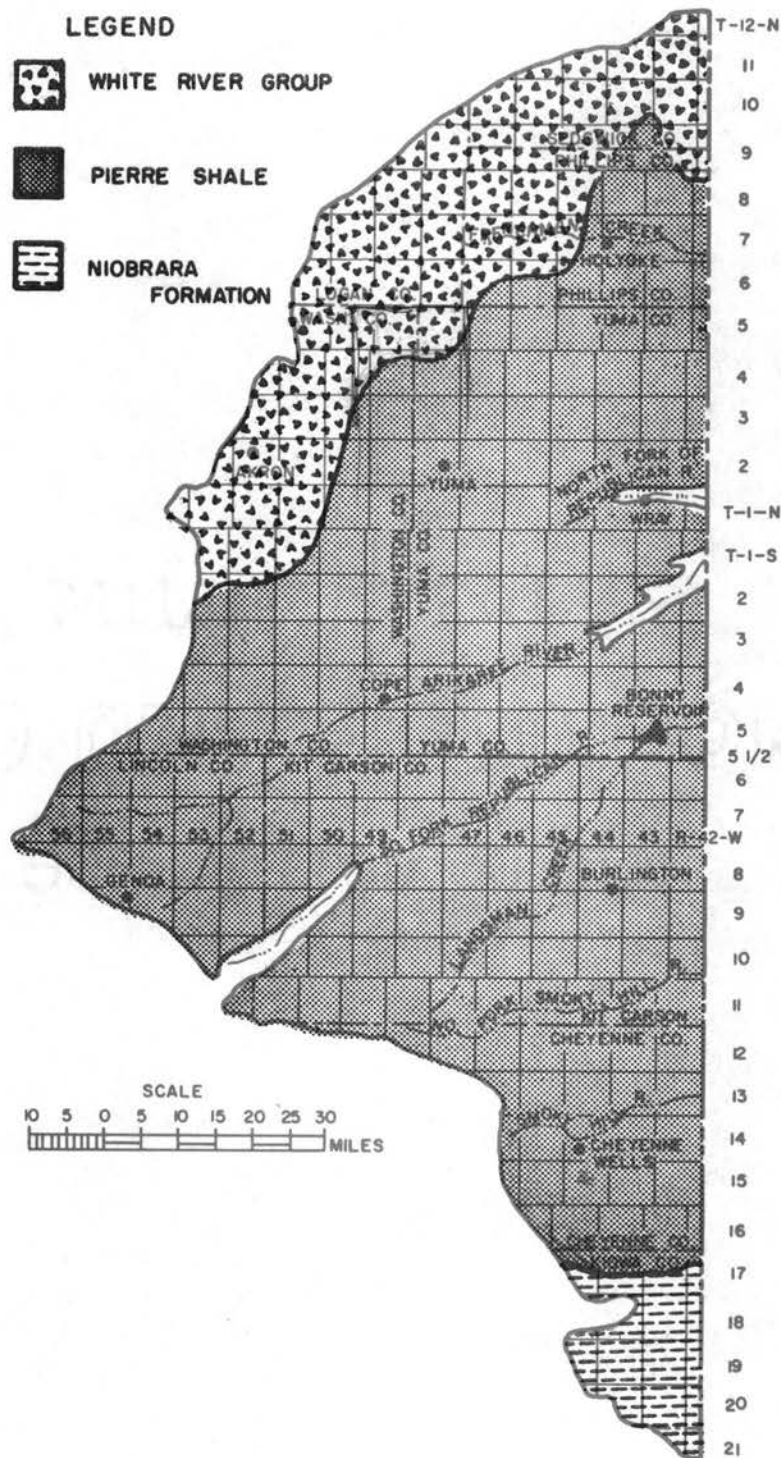 LEGEND
WHITE RIVER GROUP
PIERRE SHALE
NIOBRARA
FORMATION
T-12-N
11
10
SEDGWICK CO.
PHILLIPS CO.
9
8
CREEK
7
HOLYOKE
6
LOGAN CO.
PHILLIPS CO.
WASH. CO.
YUMA CO.
5
4
3
AKRON
YUMA
2
NORTH FORK OF
REPUBLICAN R.
WRAY
T-1-N
WASHINGTON CO.
YUMA CO.
T-1-S
2
3
COPE
ARIKAREE RIVER
4
BONNY
RESERVOIR
5
WASHINGTON CO.
YUMA CO.
5 1/2
LINCOLN CO
KIT CARSON CO.
6
SO. FORK REPUBLICAN R.
7
56 55 54 53 52 51 50 49 47 46 45 44 43 R-42-W
GENOA
BURLINGTON
8
LANDSMAN CREEK
9
10
NO. FORK SMOKY HILL R.
11
KIT CARSON
CHEYENNE CO.
12
SMOKY HILL R.
13
CHEYENNE
WELLS
14
15
16
CHEYENNE CO.
KIOWA CO.
17
18
19
20
21
SCALE
10 5 0 5 10 15 20 25 30
MILES